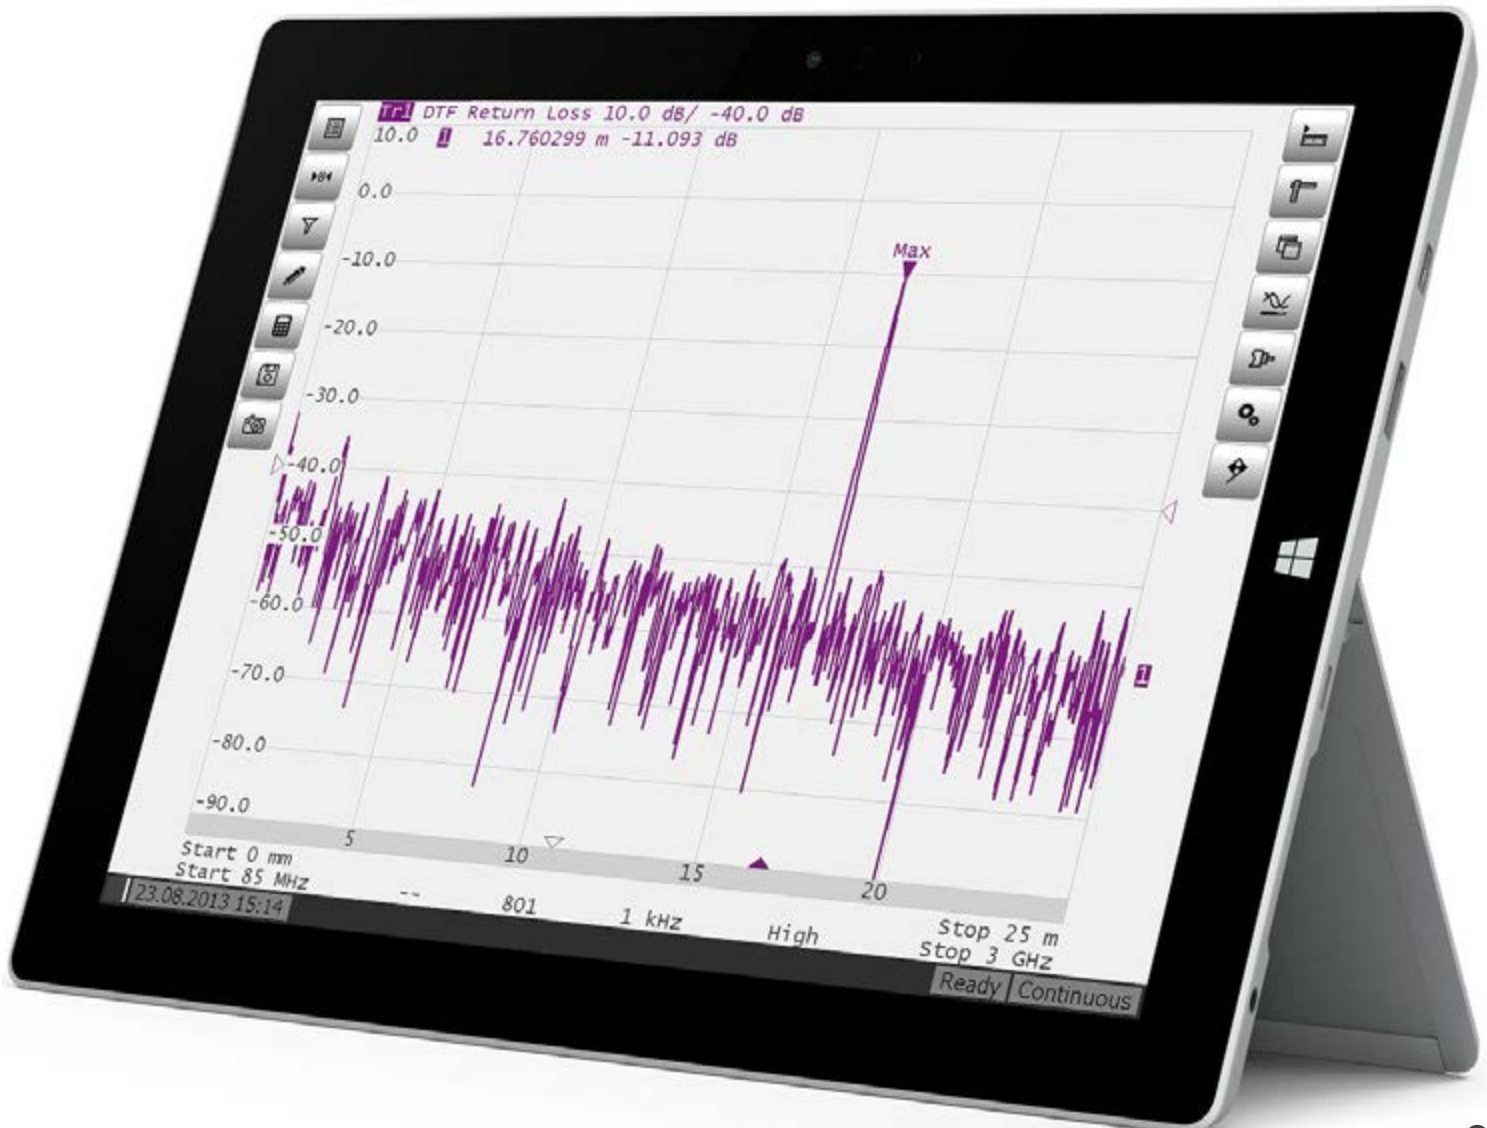 Tr1 DTF Return Loss 10.0 dB/ -40.0 dB
10.0 1 16.760299 m -11.093 dB
0.0
Max
-10.0
-20.0
-30.0
-40.0
-50.0
-60.0
1
-70.0
-80.0
-90.0
5 10 15 20
Start 0 mm Stop 25 m
Start 85 MHz -- 801 1 kHz High Stop 3 GHz
23.08.2013 15:14 Ready Continuous